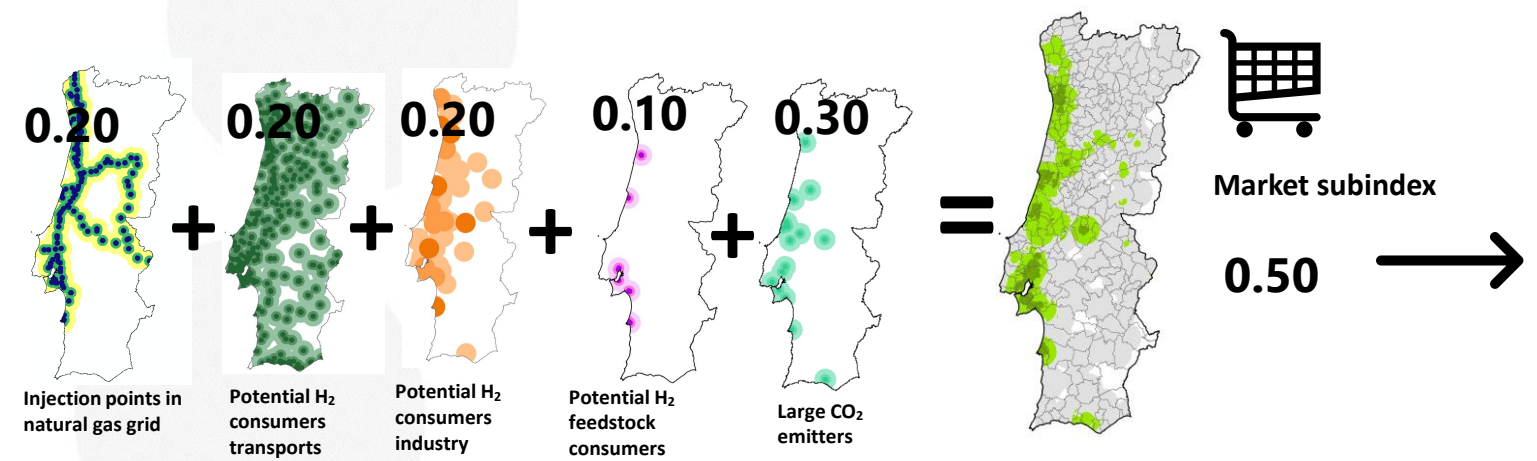 0.20
0.20
0.20
0.10
0.30
+
+
+
+
=
Market subindex
0.50
Injection points in
natural gas grid
Potential H₂
consumers
transports
Potential H₂
consumers
industry
Potential H₂
feedstock
consumers
Large CO₂
emitters